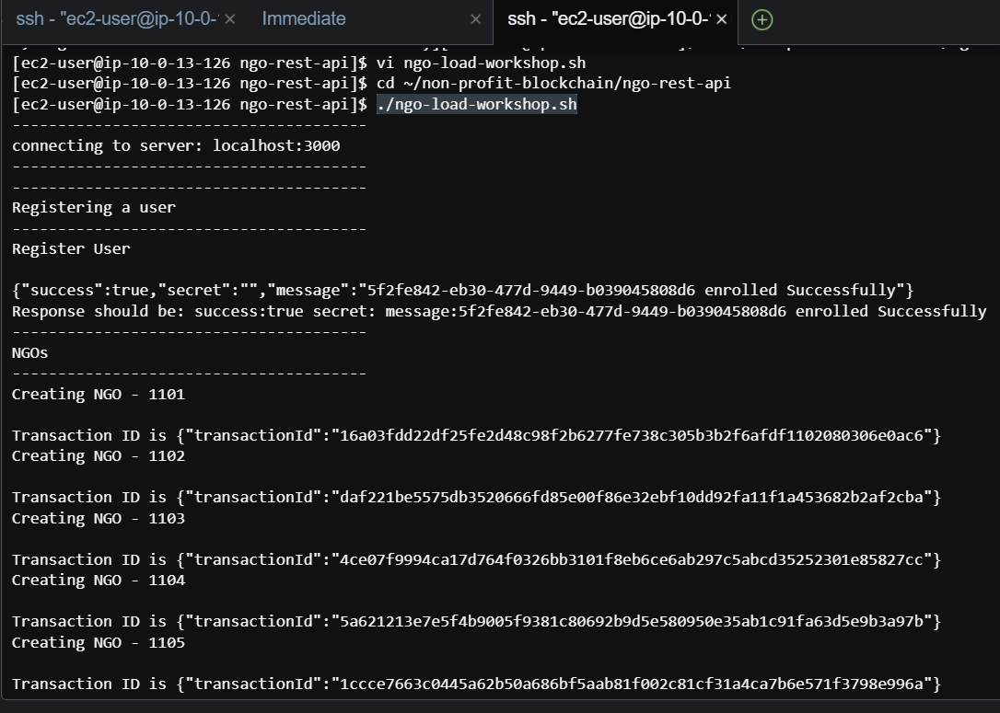 ssh - "ec2-user@ip-10-0-
Immediate
ssh - "ec2-user@ip-10-0-
[ec2-user@ip-10-0-13-126 ngo-rest-api]$ vi ngo-load-workshop.sh
[ec2-user@ip-10-0-13-126 ngo-rest-api]$ cd ~/non-profit-blockchain/ngo-rest-api
[ec2-user@ip-10-0-13-126 ngo-rest-api]$ ./ngo-load-workshop.sh
---------------------------------------
connecting to server: localhost:3000
---------------------------------------
---------------------------------------
Registering a user
---------------------------------------
Register User
{"success":true,"secret":"","message":"5f2fe842-eb30-477d-9449-b039045808d6 enrolled Successfully"}
Response should be: success:true secret: message:5f2fe842-eb30-477d-9449-b039045808d6 enrolled Successfully
---------------------------------------
NGOs
---------------------------------------
Creating NGO - 1101
Transaction ID is {"transactionId":"16a03fdd22df25fe2d48c98f2b6277fe738c305b3b2f6afdf1102080306e0ac6"}
Creating NGO - 1102
Transaction ID is {"transactionId":"daf221be5575db3520666fd85e00f86e32ebf10dd92fa11f1a453682b2af2cba"}
Creating NGO - 1103
Transaction ID is {"transactionId":"4ce07f9994ca17d764f0326bb3101f8eb6ce6ab297c5abcd35252301e85827cc"}
Creating NGO - 1104
Transaction ID is {"transactionId":"5a621213e7e5f4b9005f9381c80692b9d5e580950e35ab1c91fa63d5e9b3a97b"}
Creating NGO - 1105
Transaction ID is {"transactionId":"1ccce7663c0445a62b50a686bf5aab81f002c81cf31a4ca7b6e571f3798e996a"}